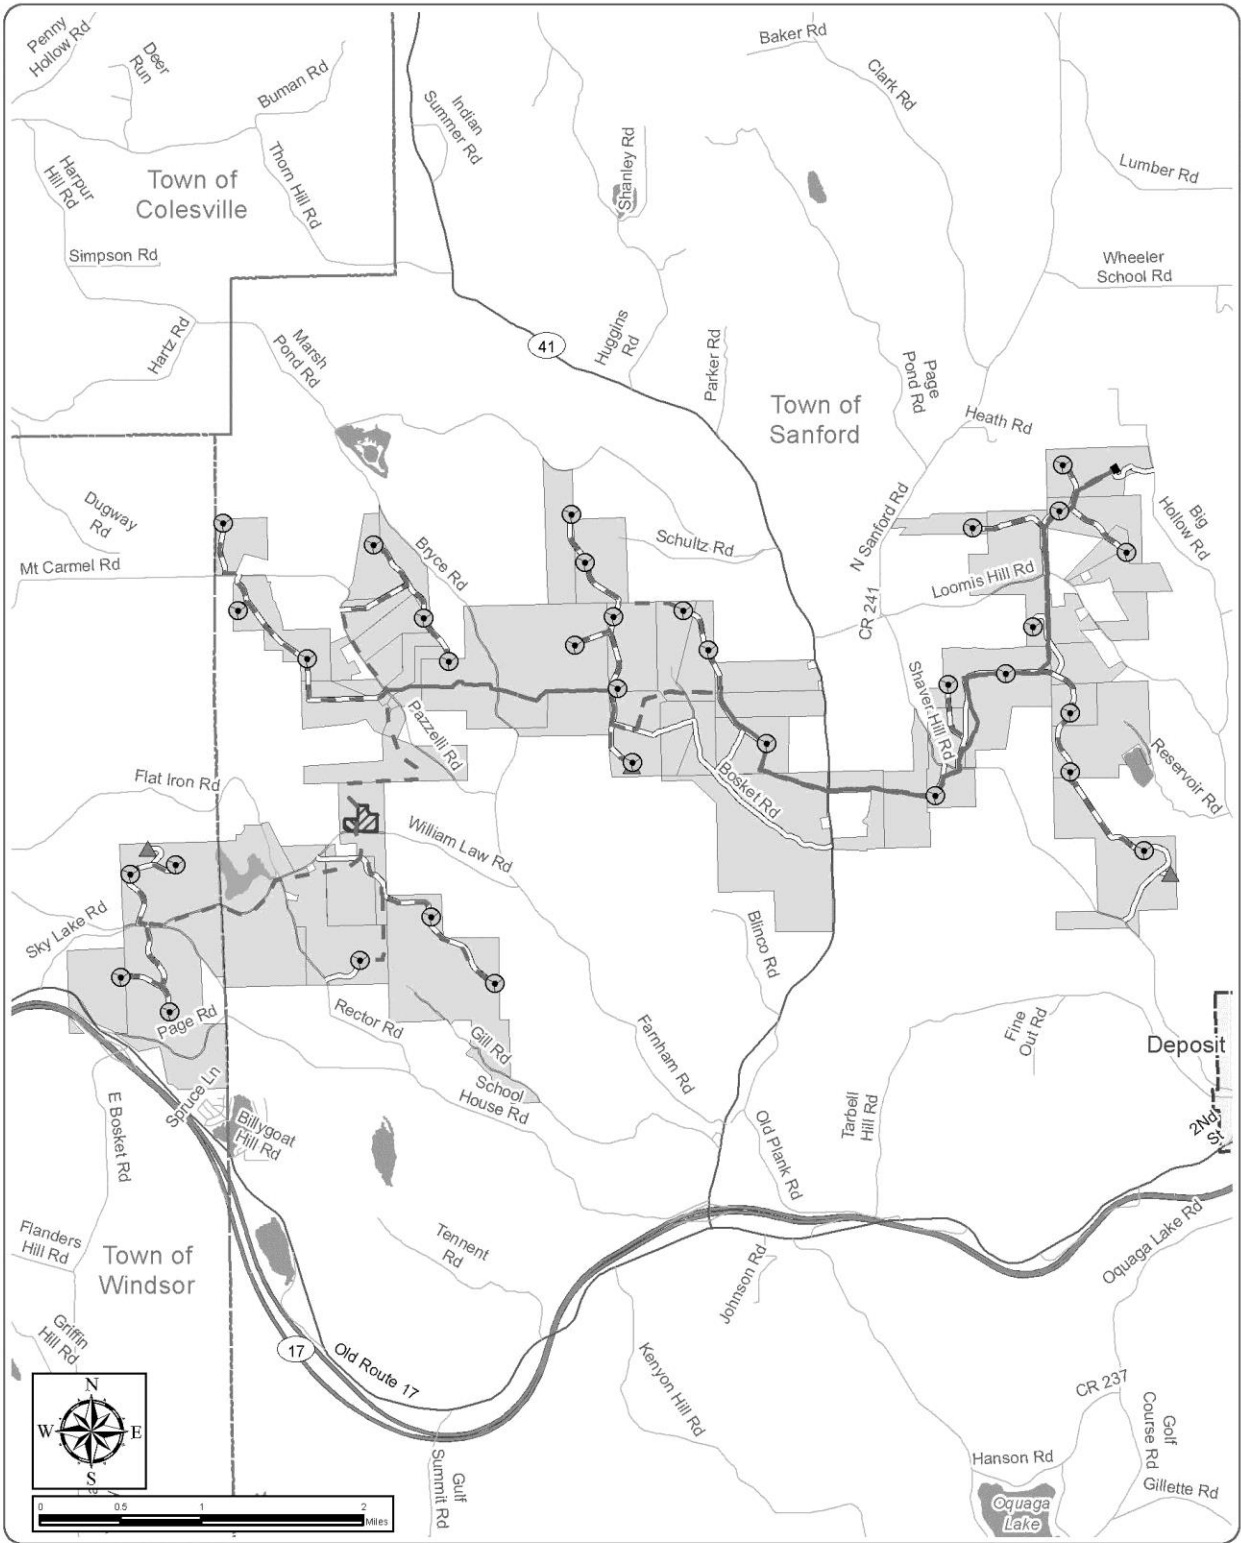 Penny
Hollow Rd
Deer
Run
Buman Rd
Indian
Summer Rd
Baker Rd
Clark Rd
Harpur
Hill Rd
Town of
Colesville
Thorn Hill Rd
Shanley Rd
Lumber Rd
Simpson Rd
Wheeler
School Rd
Hartz Rd
Marsh
Pond Rd
41
Huggins
Rd
Parker Rd
Page
Pond Rd
Town of
Sanford
Heath Rd
Dugway
Rd
Mt Carmel Rd
Bryce Rd
Schultz Rd
N Sanford Rd
CR 241
Loomis Hill Rd
Big
Hollow Rd
Pazzelli Rd
Shaver Hill Rd
Flat Iron Rd
Bosket Rd
Reservoir Rd
William Law Rd
Sky Lake Rd
Blinco Rd
Page Rd
Rector Rd
Gill Rd
Farnham Rd
Fine
Out Rd
Deposit
School
House Rd
Spruce Ln
Billygoat
Hill Rd
E Bosket Rd
Tarbell
Hill Rd
Old Plank Rd
2Nd
St
Flanders
Hill Rd
Town of
Windsor
Tennent
Rd
Johnson Rd
Oquaga Lake Rd
Griffin
Hill Rd
17
Old Route 17
Kenyon Hill Rd
CR 237
Golf
Course Rd
N
W
E
S
Gulf
Summit Rd
Hanson Rd
Gillette Rd
Oquaga
Lake
0
0.5
1
2
Miles